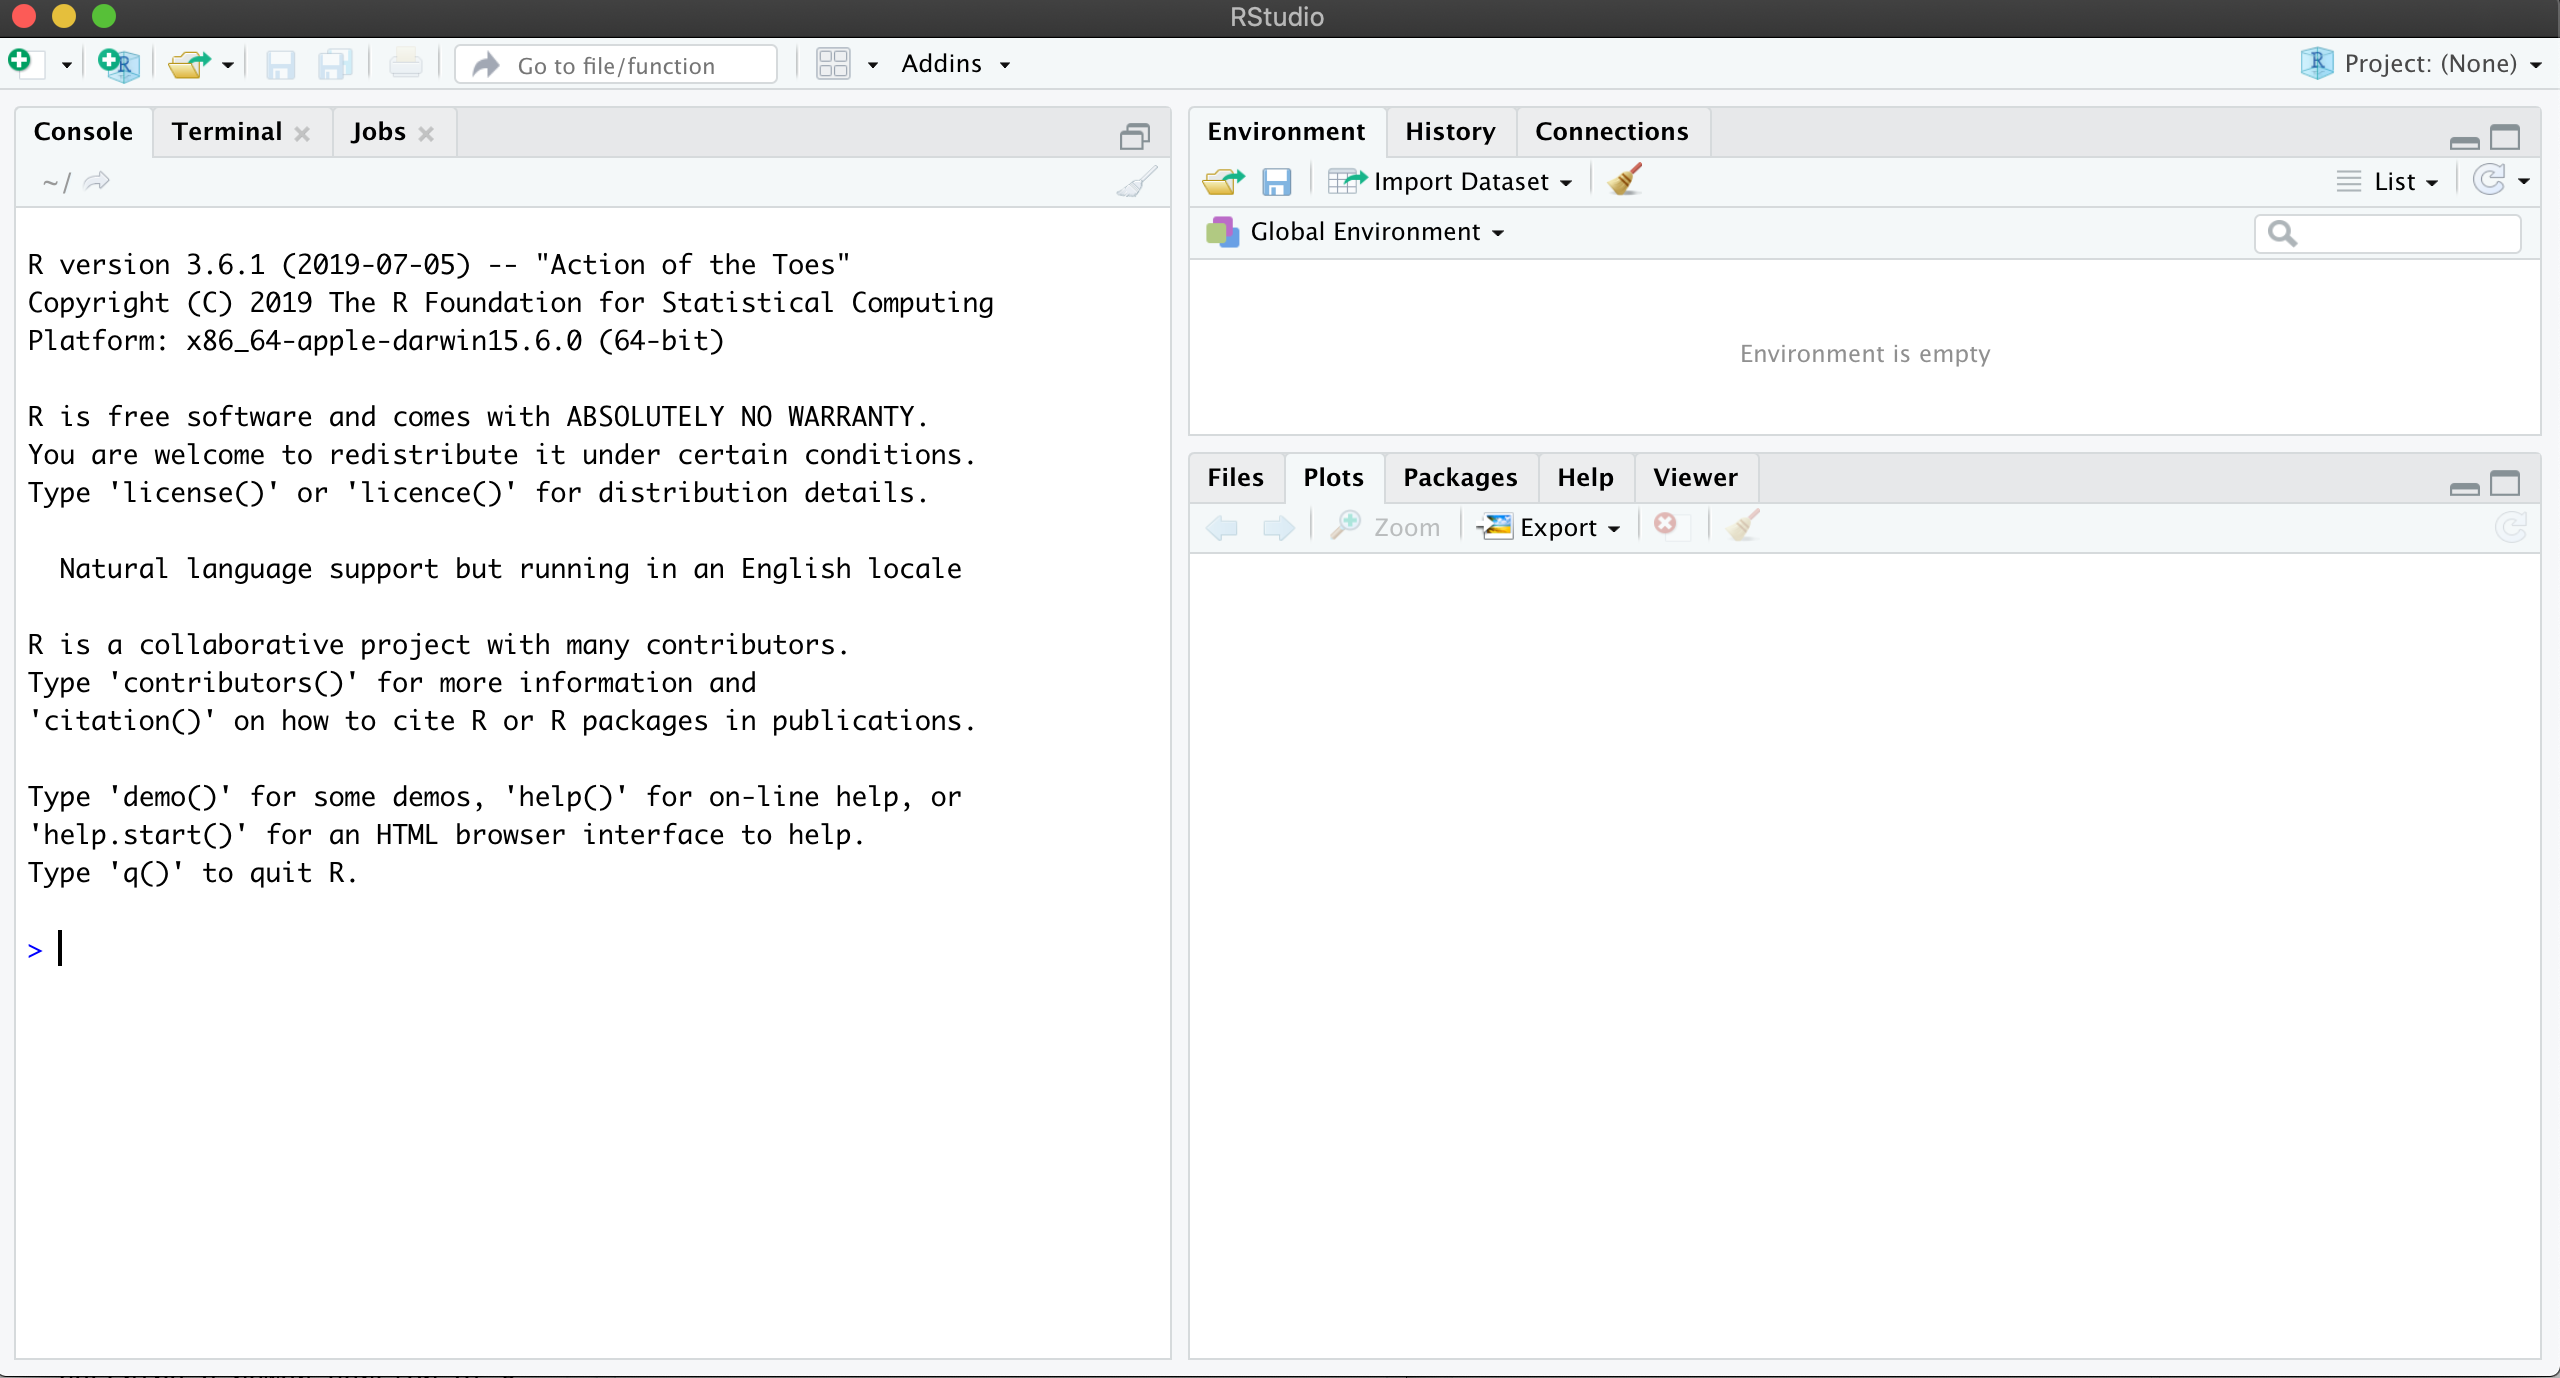 RStudio
Go to file/function
Addins
Project: (None)
Console
Terminal
Jobs
~/
R version 3.6.1 (2019-07-05) -- "Action of the Toes"
Copyright (C) 2019 The R Foundation for Statistical Computing
Platform: x86_64-apple-darwin15.6.0 (64-bit)
R is free software and comes with ABSOLUTELY NO WARRANTY.
You are welcome to redistribute it under certain conditions.
Type 'license()' or 'licence()' for distribution details.
Natural language support but running in an English locale
R is a collaborative project with many contributors.
Type 'contributors()' for more information and
'citation()' on how to cite R or R packages in publications.
Type 'demo()' for some demos, 'help()' for on-line help, or
'help.start()' for an HTML browser interface to help.
Type 'q()' to quit R.
>
Environment
History
Connections
Import Dataset
List
Global Environment
Environment is empty
Files
Plots
Packages
Help
Viewer
Zoom
Export